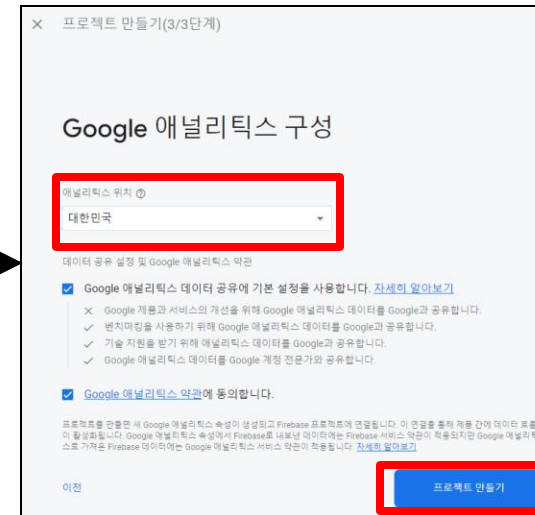 × 프로젝트 만들기(3/3단계)
Google 애널리틱스 구성
애널리틱스 위치
대한민국
데이터 공유 설정 및 Google 애널리틱스 약관
Google 애널리틱스 데이터 공유에 기본 설정을 사용합니다. 자세히 알아보기
× Google 제품과 서비스의 개선을 위해 Google 애널리틱스 데이터를 Google과 공유합니다.
✓ 벤치마킹을 사용하기 위해 Google 애널리틱스 데이터를 Google과 공유합니다.
✓ 기술 지원을 받기 위해 애널리틱스 데이터를 Google과 공유합니다.
✓ Google 애널리틱스 데이터를 Google 계정 전문가와 공유합니다.
Google 애널리틱스 약관에 동의합니다.
프로젝트를 만들면 새 Google 애널리틱스 속성이 생성되고 Firebase 프로젝트에 연결됩니다. 이 연결을 통해 제품 간에 데이터 흐름
이 활성화됩니다. Google 애널리틱스 속성에서 Firebase로 내보낸 데이터에는 Firebase 서비스 약관이 적용되지만 Google 애널리틱
스로 가져온 Firebase 데이터에는 Google 애널리틱스 서비스 약관이 적용됩니다. 자세히 알아보기
이전
프로젝트 만들기